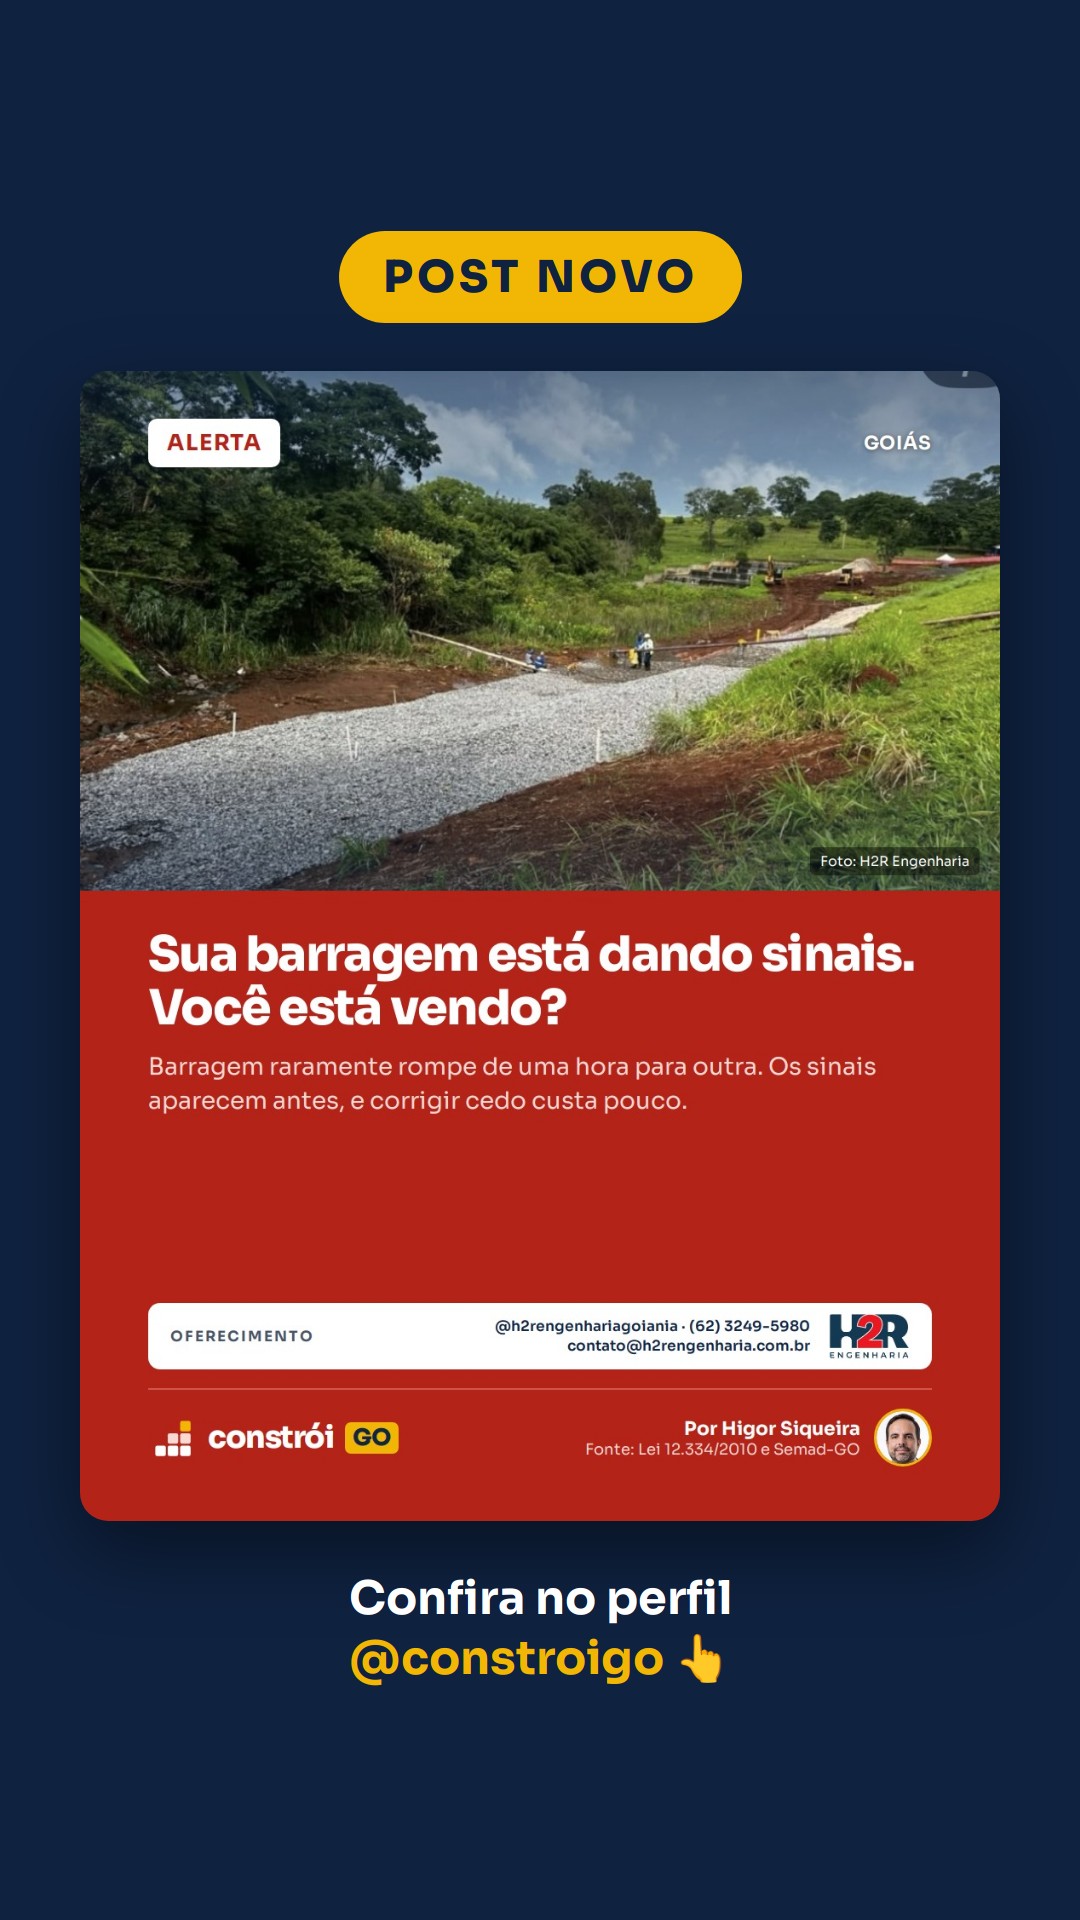 POST NOVO
ALERTA
GOIÁS
Foto: H2R Engenharia
Sua barragem está dando sinais.
Você está vendo?
Barragem raramente rompe de uma hora para outra. Os sinais
aparecem antes, e corrigir cedo custa pouco.
OFERECIMENTO
@h2rengenhariagoiania · (62) 3249-5980
contato@h2rengenharia.com.br
H2R
ENGENHARIA
constrói GO
Por Higor Siqueira
Fonte: Lei 12.334/2010 e Semad-GO
Confira no perfil
@constroigo 👆